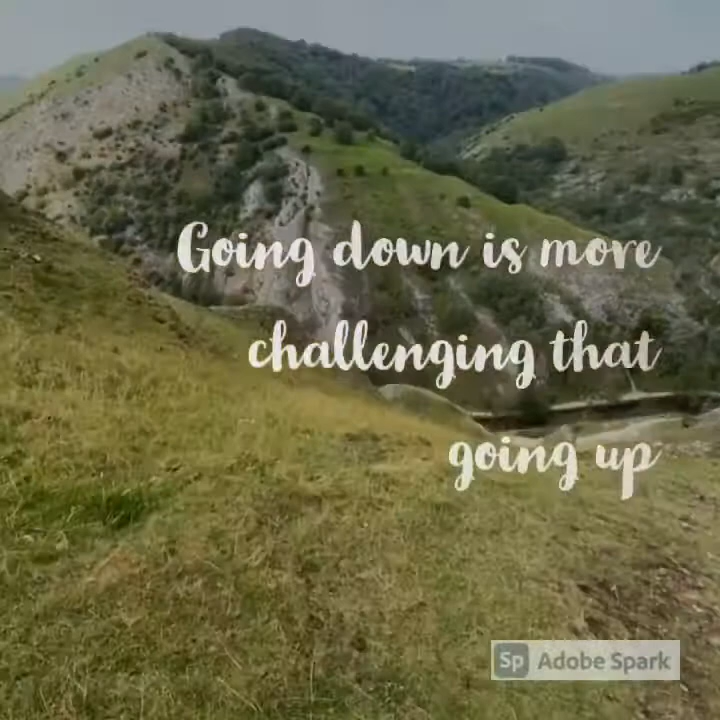 Going down is more
challenging that
going up
Sp Adobe Spark